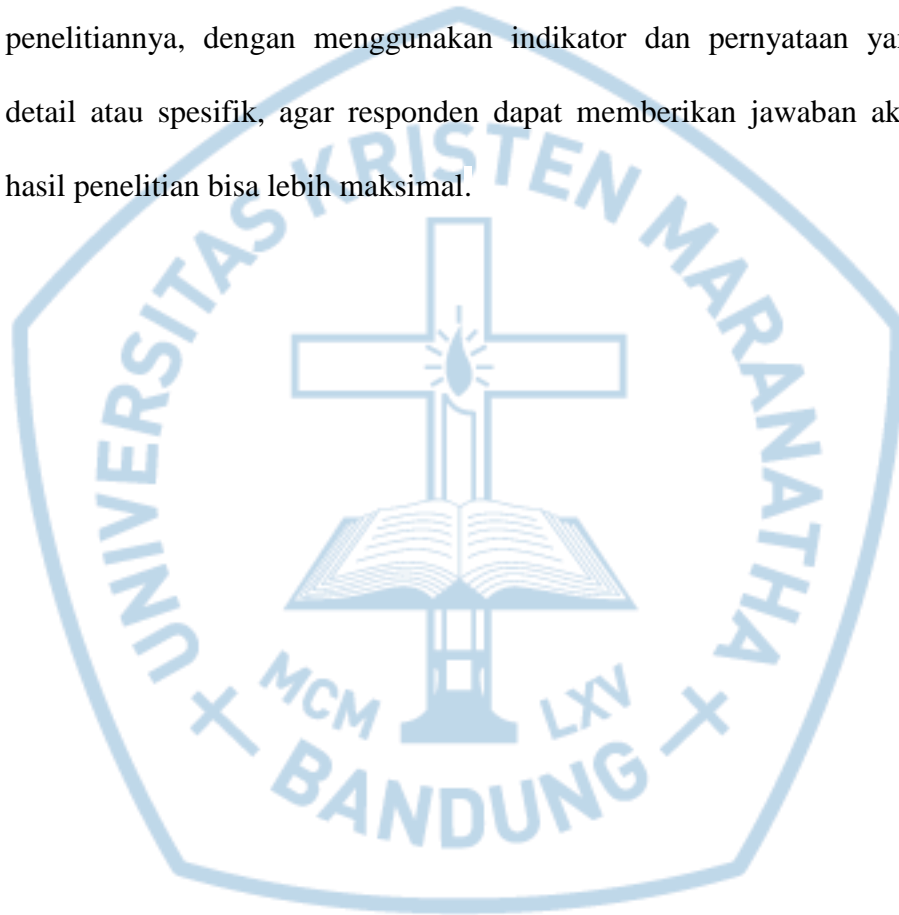 penelitiannya, dengan menggunakan indikator dan pernyataan
detail atau spesifik, agar responden dapat memberikan jawaban
hasil penelitian bisa lebih maksimal.
UNIVERSITAS KRISTEN MARANATHA
MCM LXV
BANDUNG